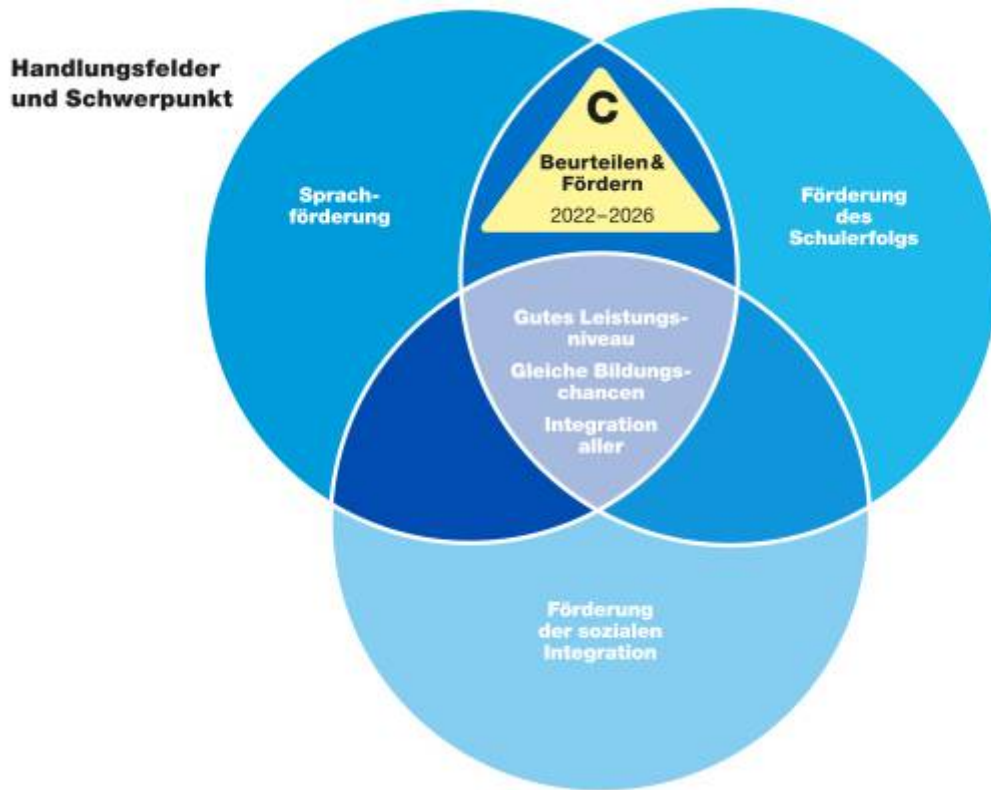 Handlungsfelder
und Schwerpunkt
C
Beurteilen &
Fördern
2022–2026
Sprach-
förderung
Förderung
des
Schulerfolgs
Gutes Leistungs-
niveau
Gleiche Bildungs-
chancen
Integration
aller
Förderung
der sozialen
Integration